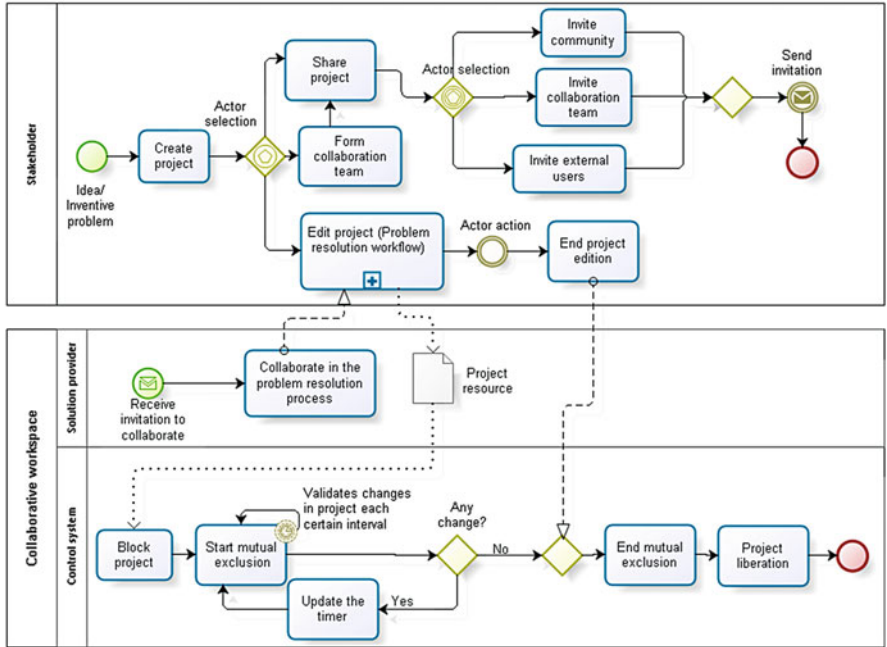 Stakeholder
Idea/
Inventive
problem
Create
project
Actor
selection
Share
project
Form
collaboration
team
Actor selection
Invite
community
Invite
collaboration
team
Invite external
users
Send
invitation
Edit project (Problem
resolution workflow)
Actor action
End project
edition
Collaborative workspace
Solution provider
Receive
invitation to
collaborate
Collaborate in the
problem resolution
process
Project
resource
Control system
Block
project
Start mutual
exclusion
Validates changes
in project each
certain interval
Update the
timer
Any
change?
Yes
No
End mutual
exclusion
Project
liberation